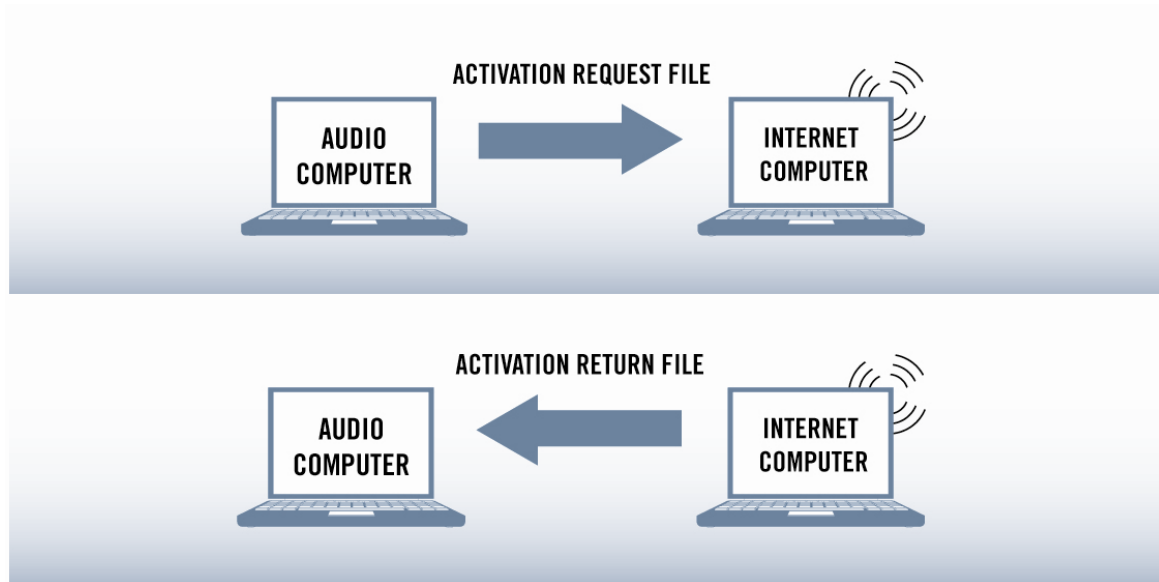 ACTIVATION REQUEST FILE
AUDIO
COMPUTER
INTERNET
COMPUTER
ACTIVATION RETURN FILE
AUDIO
COMPUTER
INTERNET
COMPUTER